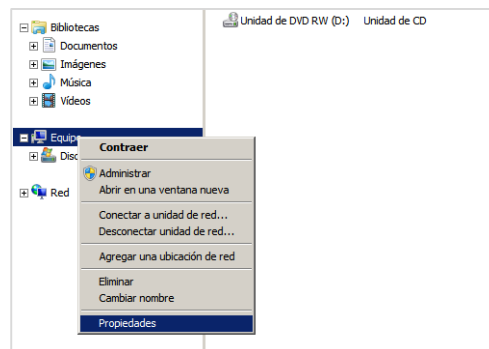 Bibliotecas
Documentos
Imágenes
Música
Vídeos
Equipo
Disc
Red
Contraer
Administrar
Abrir en una ventana nueva
Conectar a unidad de red...
Desconectar unidad de red...
Agregar una ubicación de red
Eliminar
Cambiar nombre
Propiedades
Unidad de DVD RW (D:) Unidad de CD